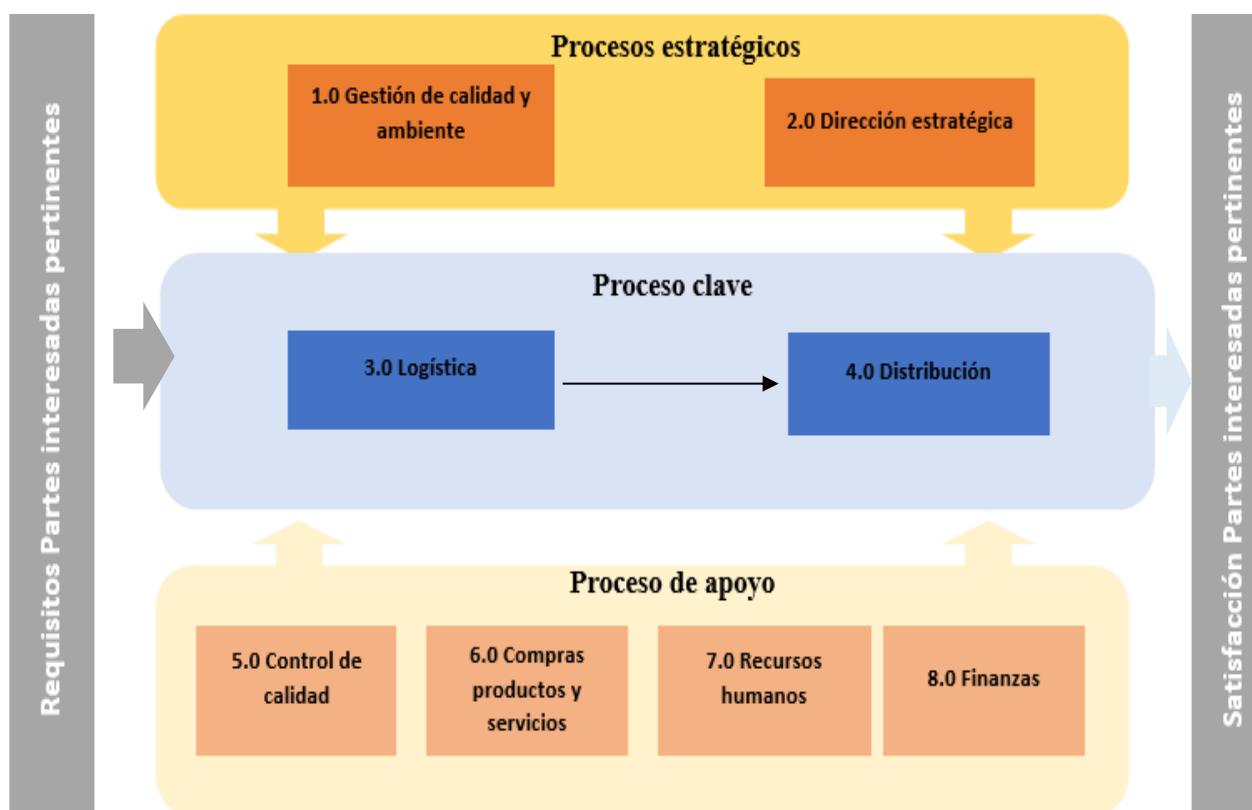 Requisitos Partes interesadas pertinentes
Procesos estratégicos
1.0 Gestión de calidad y
ambiente
2.0 Dirección estratégica
Proceso clave
3.0 Logística
4.0 Distribución
Proceso de apoyo
5.0 Control de
calidad
6.0 Compras
productos y
servicios
7.0 Recursos
humanos
8.0 Finanzas
Satisfacción Partes interesadas pertinentes